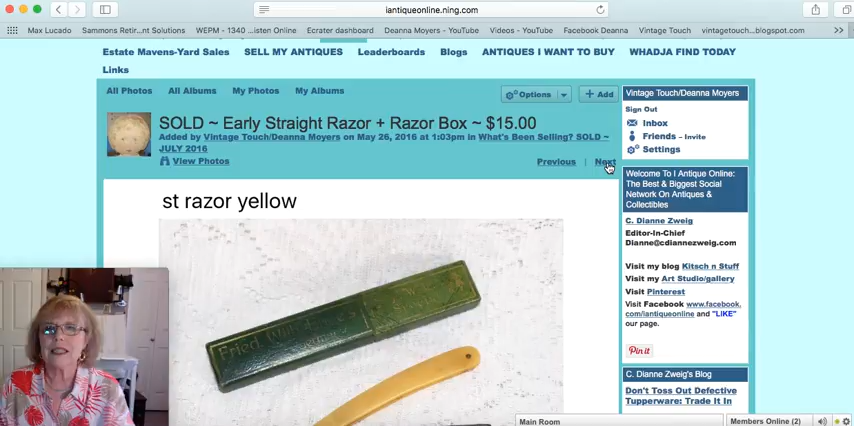 iantiqueonline.ning.com
Max Lucado Sammons Retir...nt Solutions WEPM - 1340 ...isten Online Ecrater dashboard Deanna Moyers - YouTube Videos - YouTube Facebook Deanna Vintage Touch vintagetouch...blogspot.com
Estate Mavens-Yard Sales SELL MY ANTIQUES Leaderboards Blogs ANTIQUES I WANT TO BUY WHADJA FIND TODAY
Links
All Photos All Albums My Photos My Albums
Options + Add
SOLD ~ Early Straight Razor + Razor Box ~ $15.00
Added by Vintage Touch/Deanna Moyers on May 26, 2016 at 1:03pm in What's Been Selling? SOLD ~
JULY 2016
View Photos
Previous | Next
st razor yellow
Vintage Touch/Deanna Moyers
Sign Out
Inbox
Friends – Invite
Settings
Welcome To I Antique Online:
The Best & Biggest Social
Network On Antiques &
Collectibles
C. Dianne Zweig
Editor-In-Chief
Dianne@cdiannezweig.com
Visit my blog Kitsch n Stuff
Visit my Art Studio/gallery
Visit Pinterest
Visit Facebook www.facebook.
com/iantiqueonline and "LIKE"
our page.
Pin it
C. Dianne Zweig's Blog
Don't Toss Out Defective
Tupperware: Trade It In
Main Room
Members Online (2)